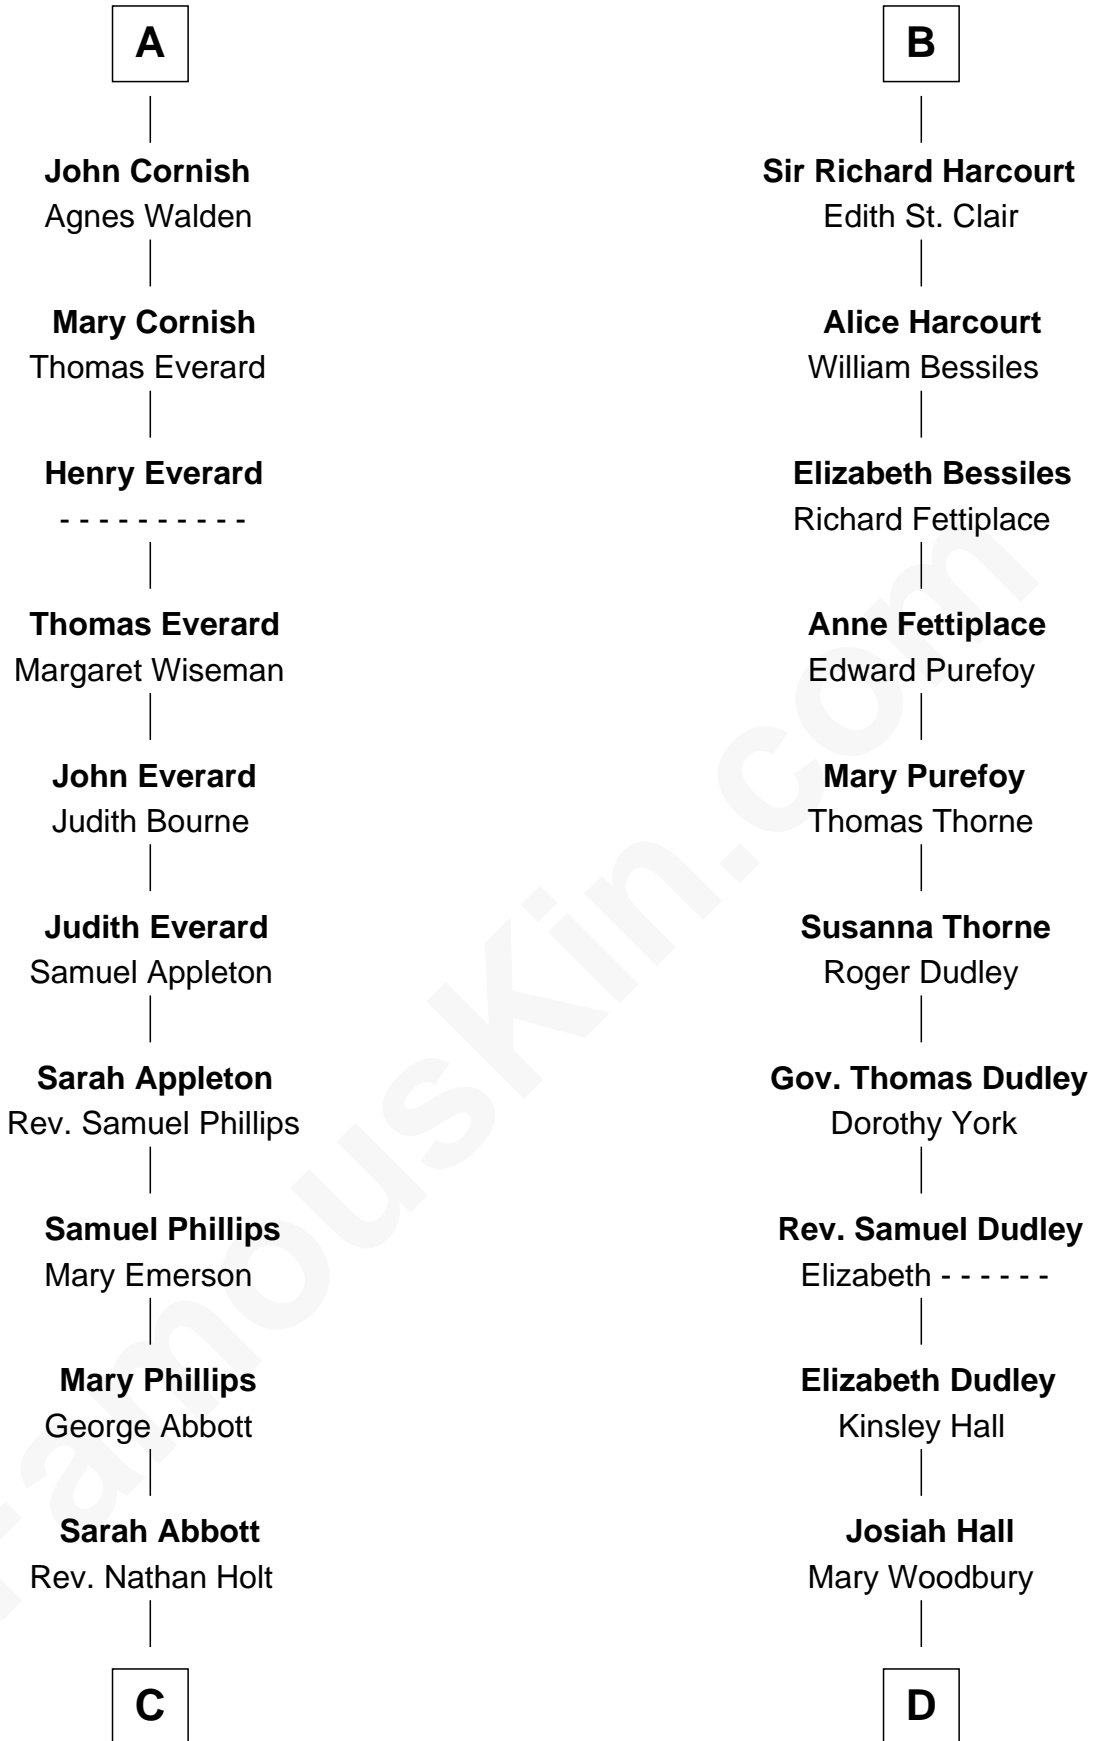 A
John Cornish
Agnes Walden
Mary Cornish
Thomas Everard
Henry Everard
- - - - - - - - - -
Thomas Everard
Margaret Wiseman
John Everard
Judith Bourne
Judith Everard
Samuel Appleton
Sarah Appleton
Rev. Samuel Phillips
Samuel Phillips
Mary Emerson
Mary Phillips
George Abbott
Sarah Abbott
Rev. Nathan Holt
C
B
Sir Richard Harcourt
Edith St. Clair
Alice Harcourt
William Bessiles
Elizabeth Bessiles
Richard Fettiplace
Anne Fettiplace
Edward Purefoy
Mary Purefoy
Thomas Thorne
Susanna Thorne
Roger Dudley
Gov. Thomas Dudley
Dorothy York
Rev. Samuel Dudley
Elizabeth - - - - - -
Elizabeth Dudley
Kinsley Hall
Josiah Hall
Mary Woodbury
D
FamousKin.com